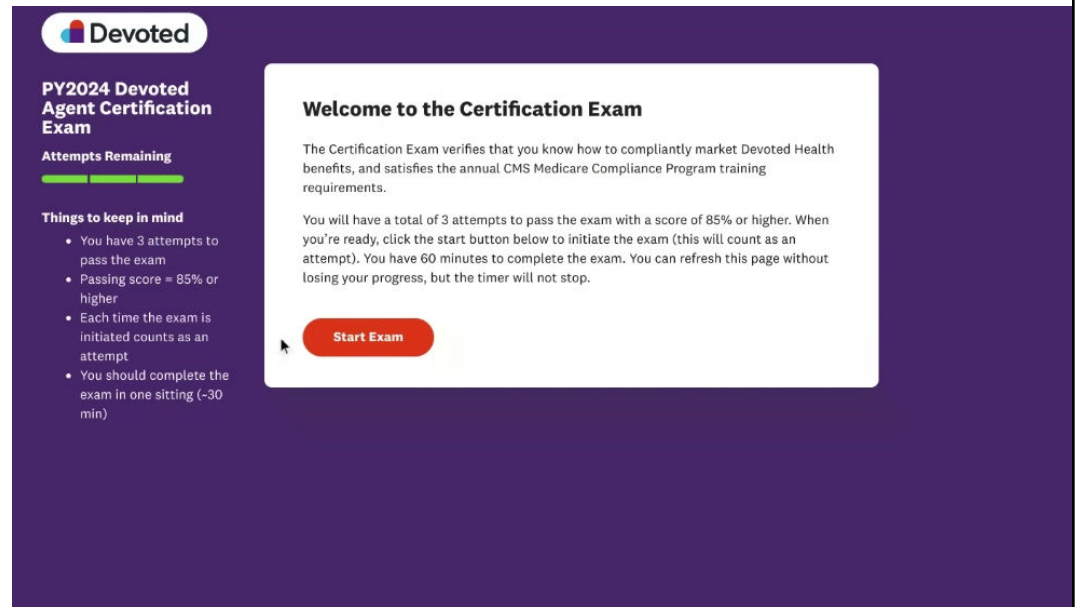 Devoted
PY2024 Devoted
Agent Certification
Exam
Attempts Remaining
Things to keep in mind
• You have 3 attempts to
pass the exam
• Passing score = 85% or
higher
• Each time the exam is
initiated counts as an
attempt
• You should complete the
exam in one sitting (~30
min)
Welcome to the Certification Exam
The Certification Exam verifies that you know how to compliantly market Devoted Health
benefits, and satisfies the annual CMS Medicare Compliance Program training
requirements.
You will have a total of 3 attempts to pass the exam with a score of 85% or higher. When
you’re ready, click the start button below to initiate the exam (this will count as an
attempt). You have 60 minutes to complete the exam. You can refresh this page without
losing your progress, but the timer will not stop.
Start Exam